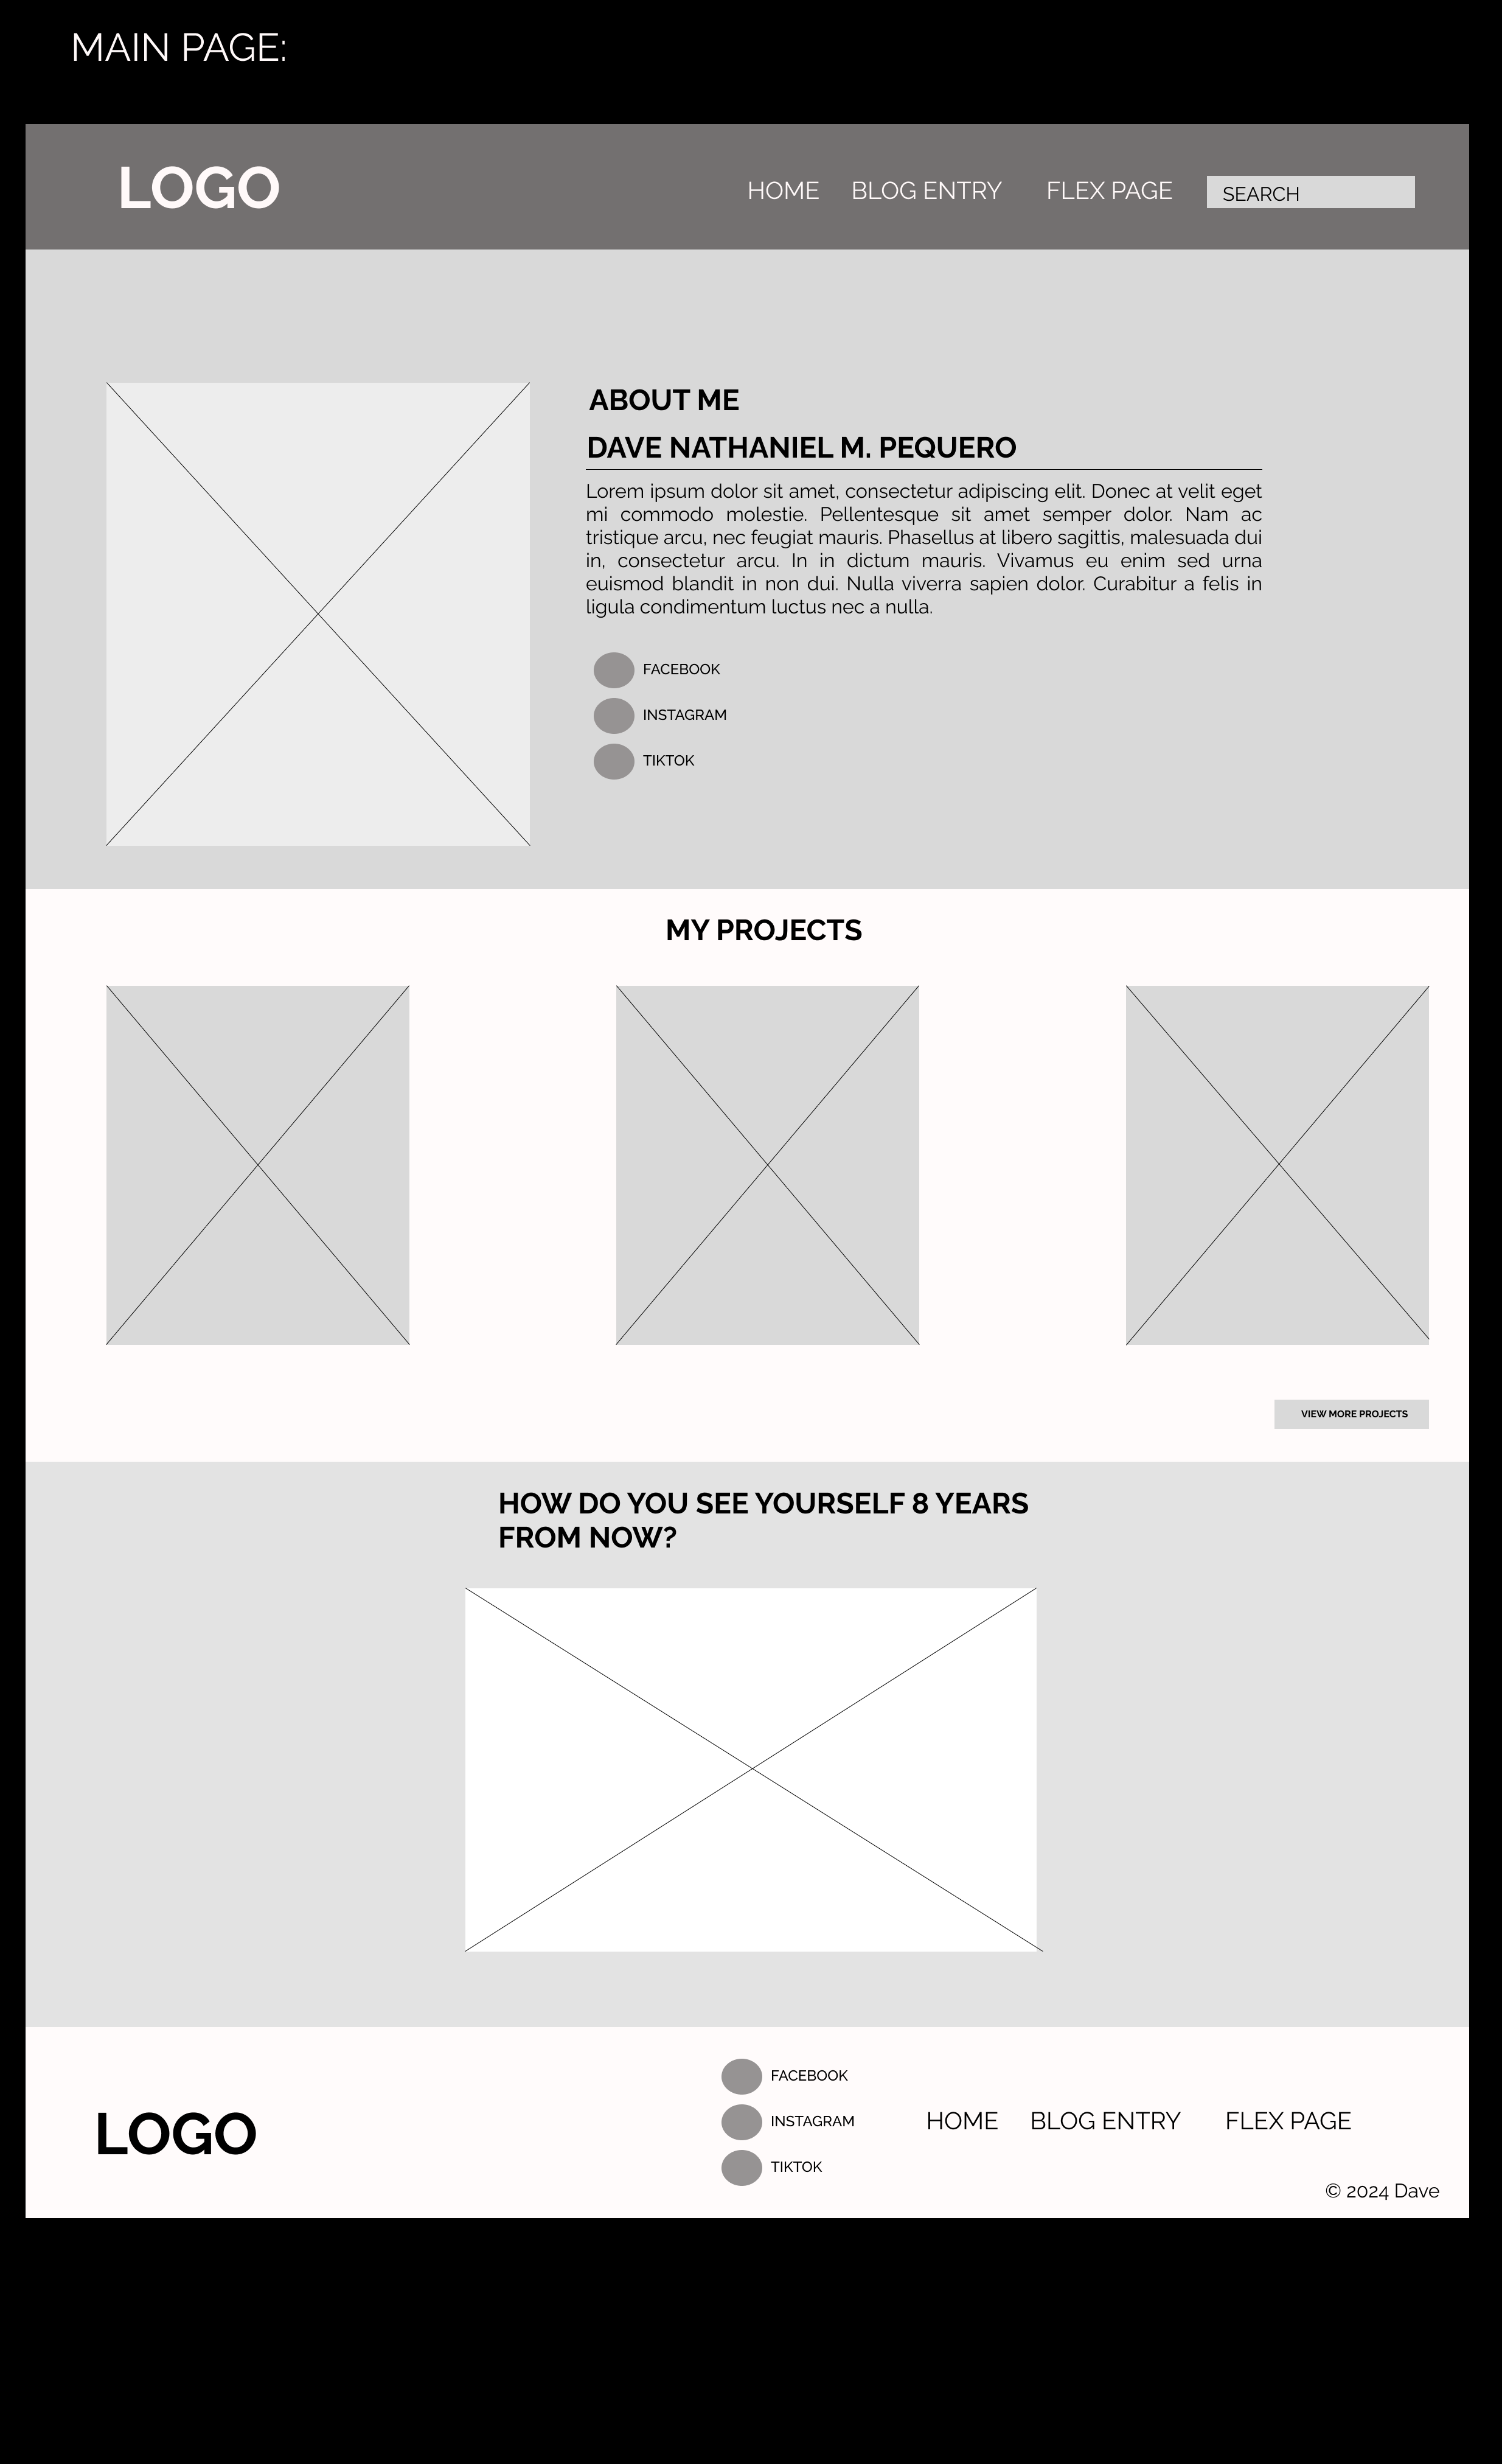 MAIN PAGE:
LOGO
HOME BLOG ENTRY FLEX PAGE SEARCH
ABOUT ME
DAVE NATHANIEL M. PEQUERO
Lorem ipsum dolor sit amet, consectetur adipiscing elit. Donec at velit eget
mi commodo molestie. Pellentesque sit amet semper dolor. Nam ac
tristique arcu, nec feugiat mauris. Phasellus at libero sagittis, malesuada dui
in, consectetur arcu. In in dictum mauris. Vivamus eu enim sed urna
euismod blandit in non dui. Nulla viverra sapien dolor. Curabitur a felis in
ligula condimentum luctus nec a nulla.
FACEBOOK
INSTAGRAM
TIKTOK
MY PROJECTS
VIEW MORE PROJECTS
HOW DO YOU SEE YOURSELF 8 YEARS
FROM NOW?
LOGO
FACEBOOK
INSTAGRAM
TIKTOK
HOME BLOG ENTRY FLEX PAGE
© 2024 Dave